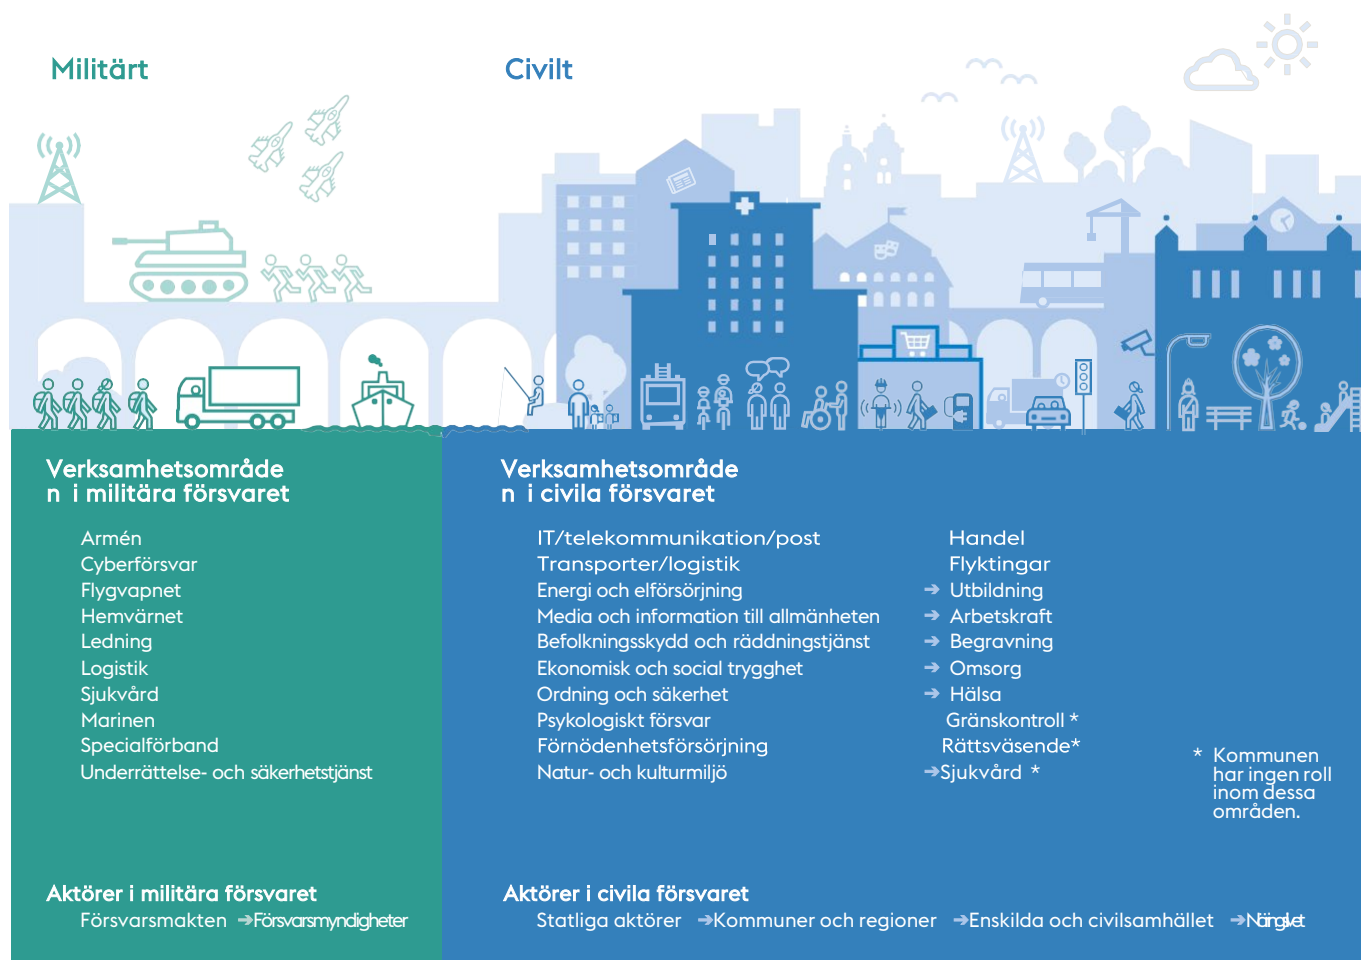 Militärt
Civilt
Verksamhetsområde
n i militära försvaret
Armén
Cyberförsvar
Flygvapnet
Hemvärnet
Ledning
Logistik
Sjukvård
Marinen
Specialförband
Underrättelse- och säkerhetstjänst
Verksamhetsområde
n i civila försvaret
IT/telekommunikation/post
Transporter/logistik
Energi och elförsörjning
Media och information till allmänheten
Befolkningsskydd och räddningstjänst
Ekonomisk och social trygghet
Ordning och säkerhet
Psykologiskt försvar
Förnödenhetsförsörjning
Natur- och kulturmiljö
Handel
Flyktingar
➔ Utbildning
➔ Arbetskraft
➔ Begravning
➔ Omsorg
➔ Hälsa
Gränskontroll *
Rättsväsende*
➔Sjukvård *
* Kommunen
har ingen roll
inom dessa
områden.
Aktörer i militära försvaret
Försvarsmakten ➔Försvarsmyndigheter
Aktörer i civila försvaret
Statliga aktörer ➔Kommuner och regioner ➔Enskilda och civilsamhället ➔